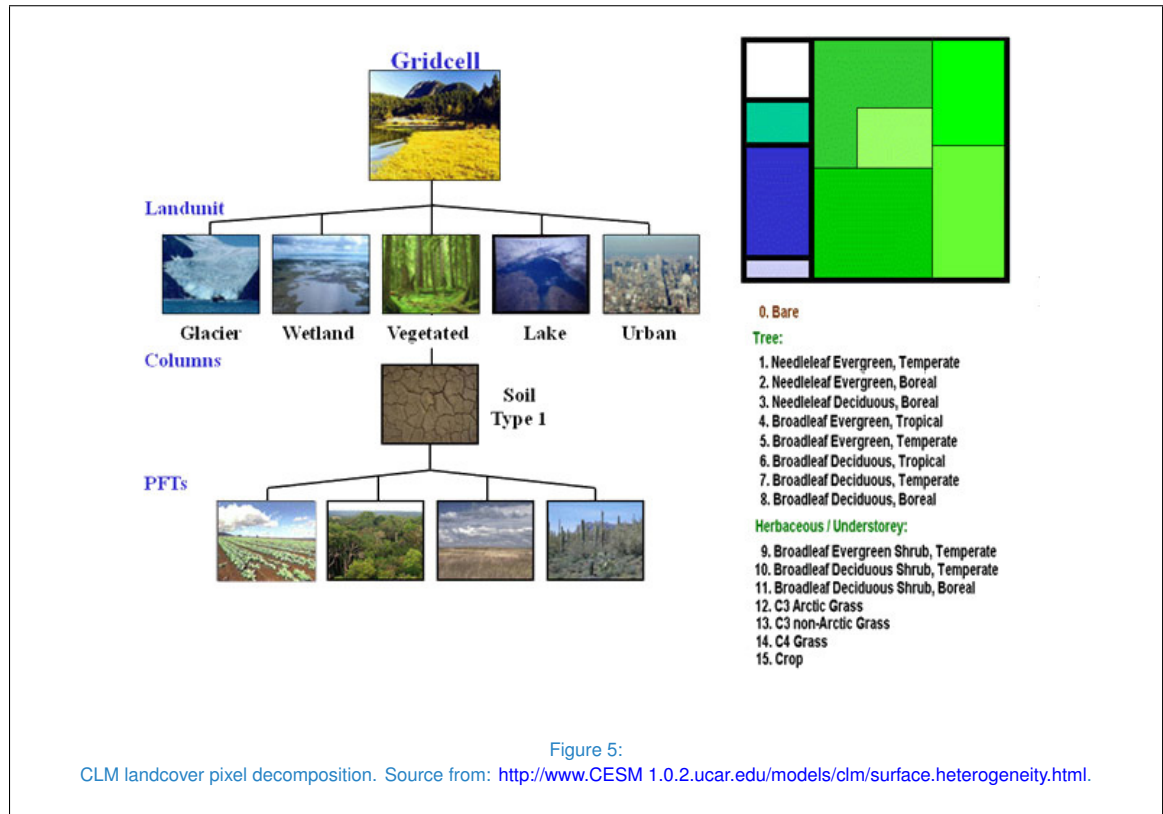 Gridcell
Landunit
Glacier
Wetland
Vegetated
Lake
Urban
Columns
Soil
Type 1
PFTs
0. Bare
Tree:
1. Needleleaf Evergreen, Temperate
2. Needleleaf Evergreen, Boreal
3. Needleleaf Deciduous, Boreal
4. Broadleaf Evergreen, Tropical
5. Broadleaf Evergreen, Temperate
6. Broadleaf Deciduous, Tropical
7. Broadleaf Deciduous, Temperate
8. Broadleaf Deciduous, Boreal
Herbaceous / Understorey:
9. Broadleaf Evergreen Shrub, Temperate
10. Broadleaf Deciduous Shrub, Temperate
11. Broadleaf Deciduous Shrub, Boreal
12. C3 Arctic Grass
13. C3 non-Arctic Grass
14. C4 Grass
15. Crop
Figure 5:
CLM landcover pixel decomposition. Source from: http://www.CESM 1.0.2.ucar.edu/models/clm/surface.heterogeneity.html.